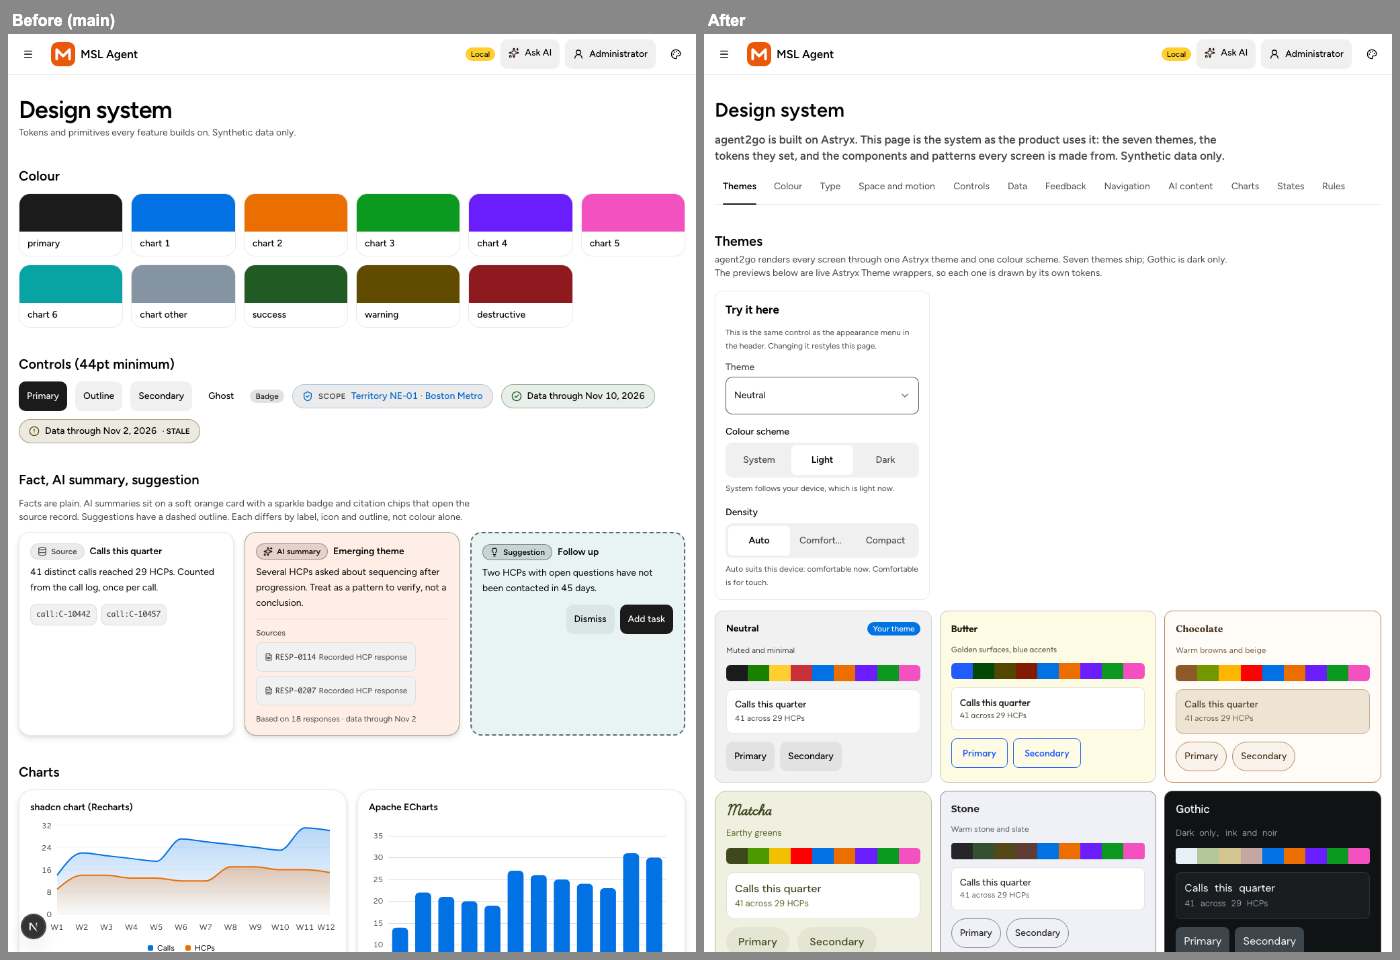 Before (main)
MSL Agent
Local
Ask AI
Administrator
Design system
Tokens and primitives every feature builds on. Synthetic data only.
Colour
primary
chart 1
chart 2
chart 3
chart 4
chart 5
chart 6
chart other
success
warning
destructive
Controls (44pt minimum)
Primary
Outline
Secondary
Ghost
Badge
SCOPE Territory NE-01 · Boston Metro
Data through Nov 10, 2026
Data through Nov 2, 2026 · STALE
Fact, AI summary, suggestion
Facts are plain. AI summaries sit on a soft orange card with a sparkle badge and citation chips that open the
source record. Suggestions have a dashed outline. Each differs by label, icon and outline, not colour alone.
Source
Calls this quarter
41 distinct calls reached 29 HCPs. Counted
from the call log, once per call.
call:C-10442
call:C-10457
AI summary
Emerging theme
Several HCPs asked about sequencing after
progression. Treat as a pattern to verify, not a
conclusion.
Sources
RESP-0114 Recorded HCP response
RESP-0207 Recorded HCP response
Based on 18 responses · data through Nov 2
Suggestion
Follow up
Two HCPs with open questions have not
been contacted in 45 days.
Dismiss
Add task
Charts
shadcn chart (Recharts)
32
24
16
8
0
W1 W2 W3 W4 W5 W6 W7 W8 W9 W10 W11 W12
Calls
HCPs
N
Apache ECharts
35
30
25
20
15
10
After
MSL Agent
Local
Ask AI
Administrator
Design system
agent2go is built on Astryx. This page is the system as the product uses it: the seven themes, the
tokens they set, and the components and patterns every screen is made from. Synthetic data only.
Themes
Colour
Type
Space and motion
Controls
Data
Feedback
Navigation
AI content
Charts
States
Rules
Themes
agent2go renders every screen through one Astryx theme and one colour scheme. Seven themes ship; Gothic is dark only.
The previews below are live Astryx Theme wrappers, so each one is drawn by its own tokens.
Try it here
This is the same control as the appearance menu in
the header. Changing it restyles this page.
Theme
Neutral
Colour scheme
System
Light
Dark
System follows your device, which is light now.
Density
Auto
Comfort...
Compact
Auto suits this device: comfortable now. Comfortable
is for touch.
Neutral
Your theme
Muted and minimal
Calls this quarter
41 across 29 HCPs
Primary
Secondary
Butter
Golden surfaces, blue accents
Calls this quarter
41 across 29 HCPs
Primary
Secondary
Chocolate
Warm browns and beige
Calls this quarter
41 across 29 HCPs
Primary
Secondary
Matcha
Earthy greens
Calls this quarter
41 across 29 HCPs
Primary
Secondary
Stone
Warm stone and slate
Calls this quarter
41 across 29 HCPs
Primary
Secondary
Gothic
Dark only, ink and noir
Calls this quarter
41 across 29 HCPs
Primary
Secondary